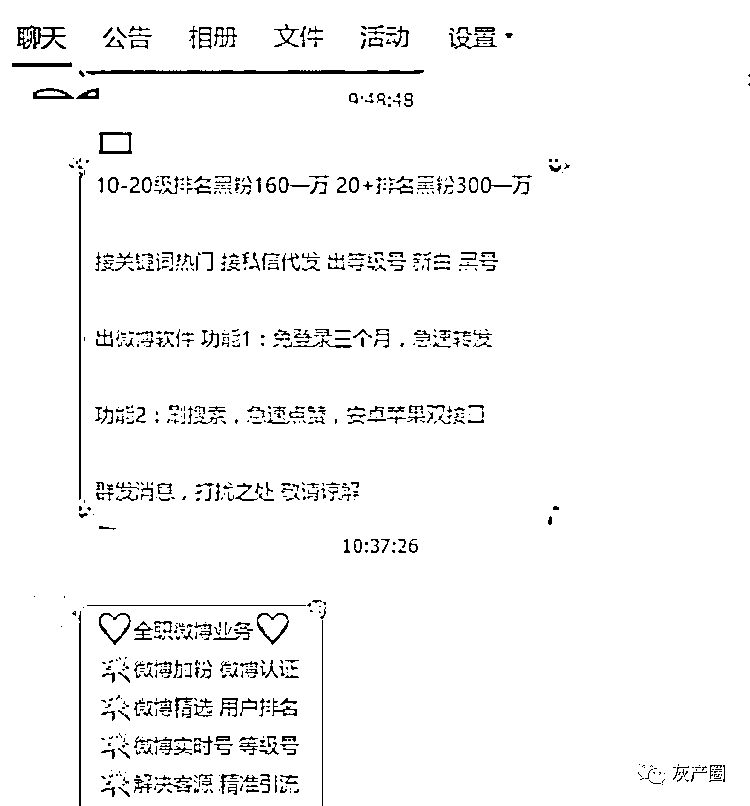 聊天 公告 相册 文件 活动 设置
9:48:48
10-20级排名黑粉160一万 20+排名黑粉300一万
接关键词热门 接私信代发 出等级号 新白 黑号
出微博软件 功能1：免登录三个月，急速转发
功能2：刷搜索，急速点赞，安卓苹果双接口
群发消息，打扰之处 敬请谅解
10:37:26
全职微博业务
微博加粉 微博认证
微博精选 用户排名
微博实时号 等级号
解决客源 精准引流
灰产圈